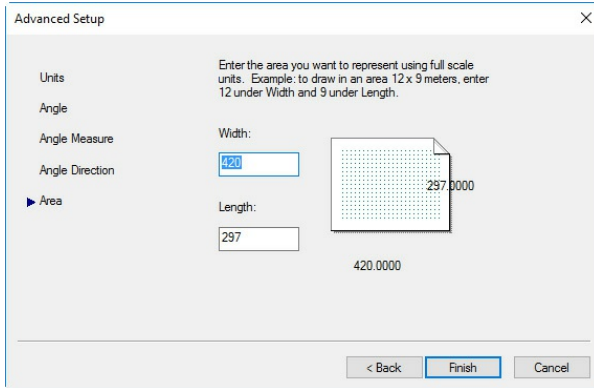 Advanced Setup
Units
Angle
Angle Measure
Angle Direction
Area
Enter the area you want to represent using full scale
units. Example: to draw in an area 12 x 9 meters, enter
12 under Width and 9 under Length.
Width:
420
Length:
297
297.0000
420.0000
< Back
Finish
Cancel